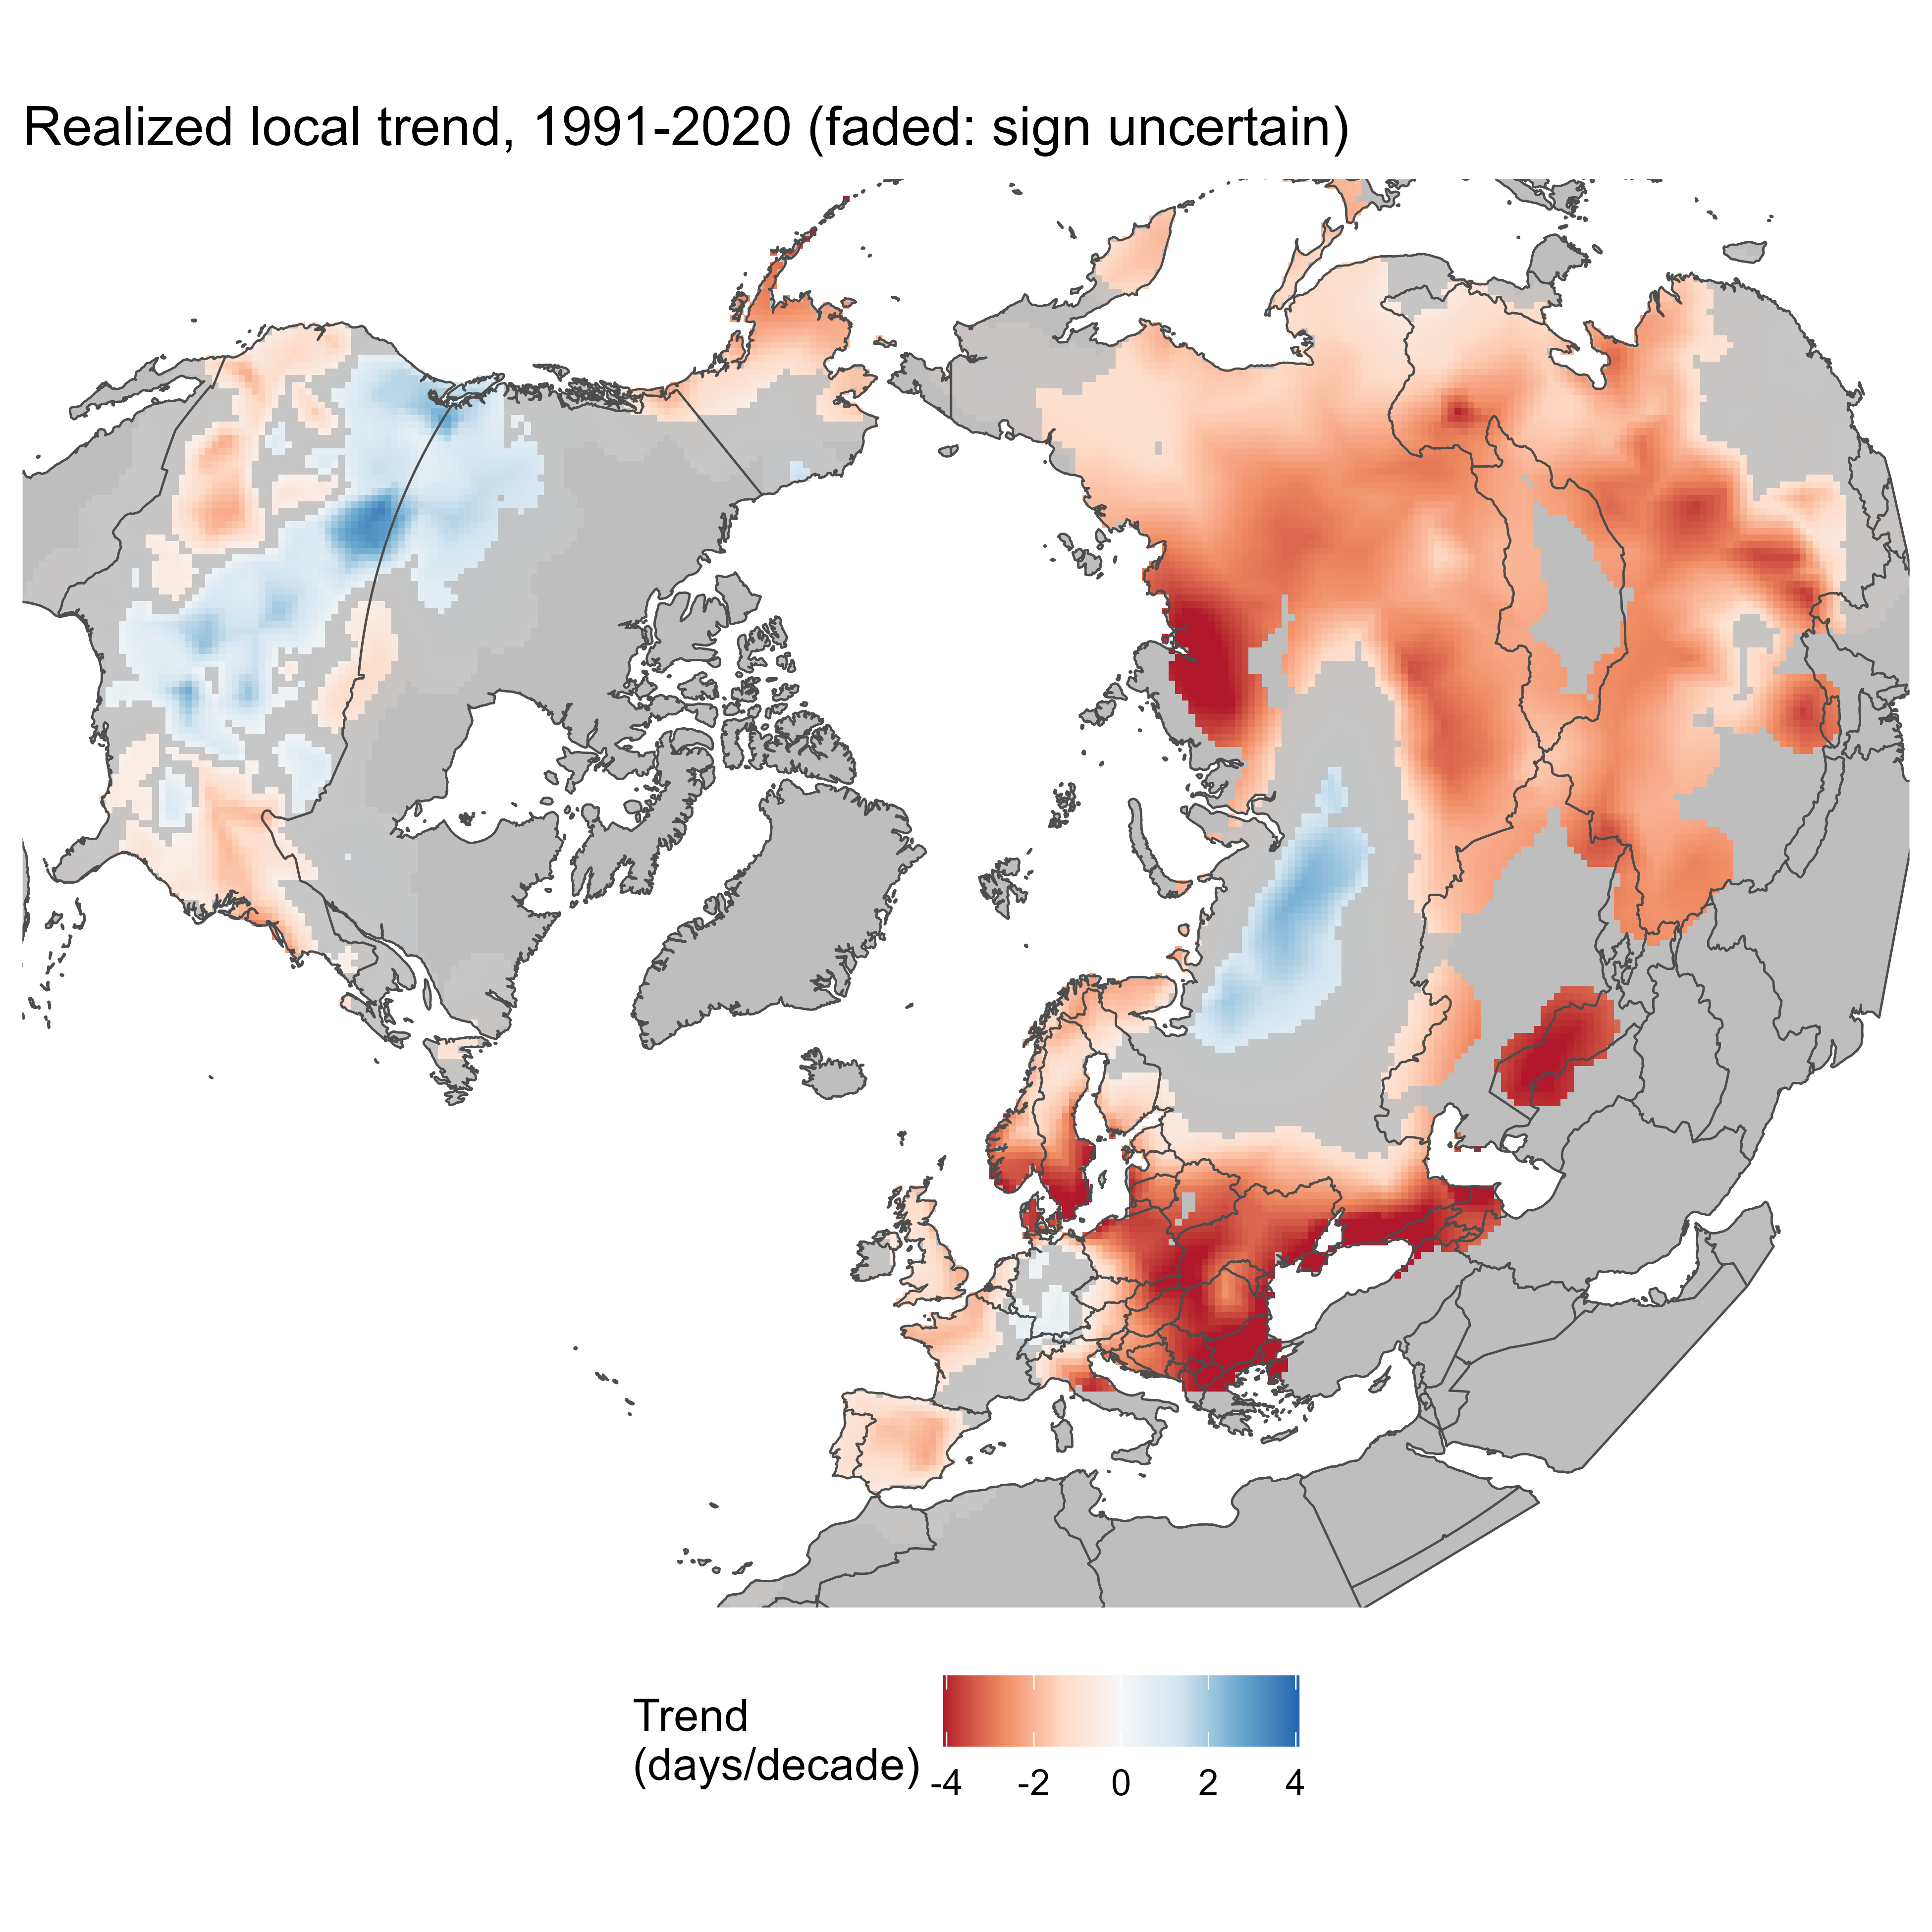 Realized local trend, 1991-2020 (faded: sign uncertain)
Trend
(days/decade)
-4 -2 0 2 4